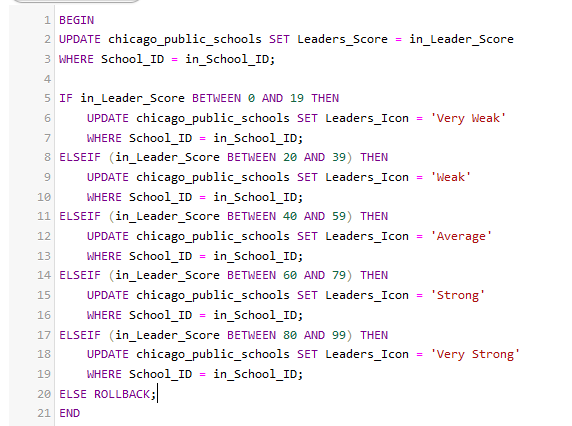 1 BEGIN
2 UPDATE chicago_public_schools SET Leaders_Score = in_Leader_Score
3 WHERE School_ID = in_School_ID;
4
5 IF in_Leader_Score BETWEEN 0 AND 19 THEN
6     UPDATE chicago_public_schools SET Leaders_Icon = 'Very Weak'
7     WHERE School_ID = in_School_ID;
8 ELSEIF (in_Leader_Score BETWEEN 20 AND 39) THEN
9     UPDATE chicago_public_schools SET Leaders_Icon = 'Weak'
10     WHERE School_ID = in_School_ID;
11 ELSEIF (in_Leader_Score BETWEEN 40 AND 59) THEN
12     UPDATE chicago_public_schools SET Leaders_Icon = 'Average'
13     WHERE School_ID = in_School_ID;
14 ELSEIF (in_Leader_Score BETWEEN 60 AND 79) THEN
15     UPDATE chicago_public_schools SET Leaders_Icon = 'Strong'
16     WHERE School_ID = in_School_ID;
17 ELSEIF (in_Leader_Score BETWEEN 80 AND 99) THEN
18     UPDATE chicago_public_schools SET Leaders_Icon = 'Very Strong'
19     WHERE School_ID = in_School_ID;
20 ELSE ROLLBACK;
21 END